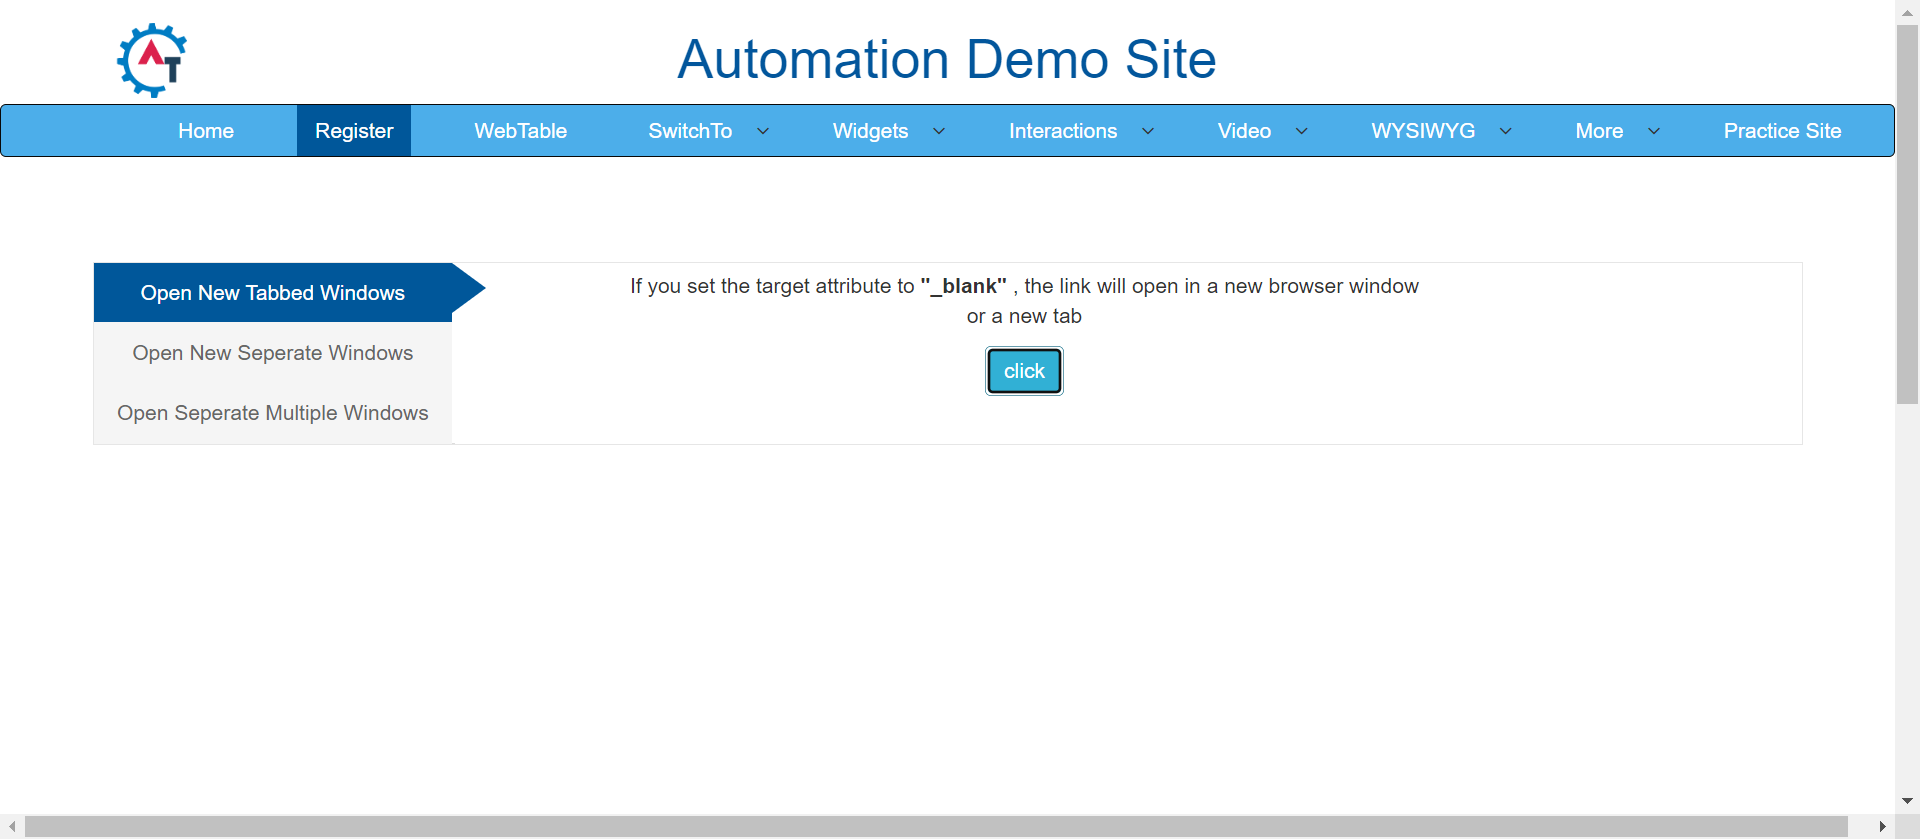 AT
Automation Demo Site
Home Register WebTable SwitchTo Widgets Interactions Video WYSIWYG More Practice Site
Open New Tabbed Windows
Open New Seperate Windows
Open Seperate Multiple Windows
If you set the target attribute to "_blank" , the link will open in a new browser window
or a new tab
click